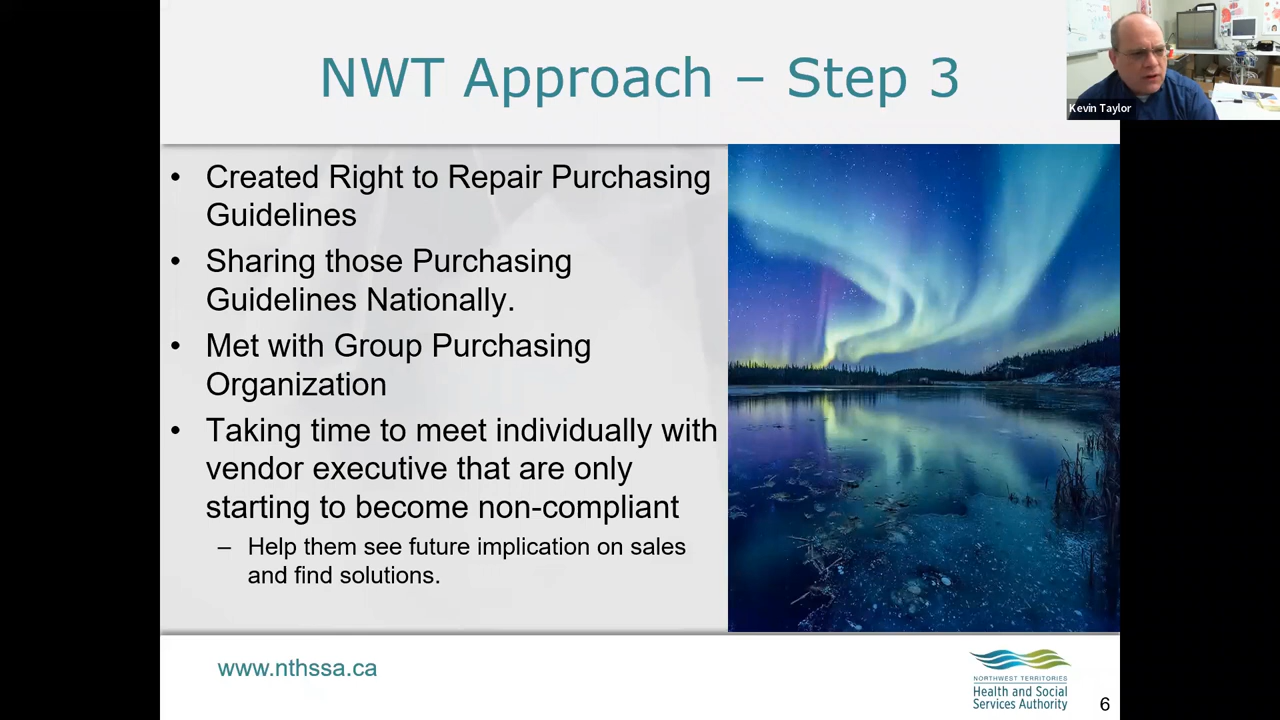 NWT Approach – Step 3
Kevin Taylor
• Created Right to Repair Purchasing
Guidelines
• Sharing those Purchasing
Guidelines Nationally.
• Met with Group Purchasing
Organization
• Taking time to meet individually with
vendor executive that are only
starting to become non-compliant
– Help them see future implication on sales
and find solutions.
www.nthssa.ca
NORTHWEST TERRITORIES
Health and Social
Services Authority
6